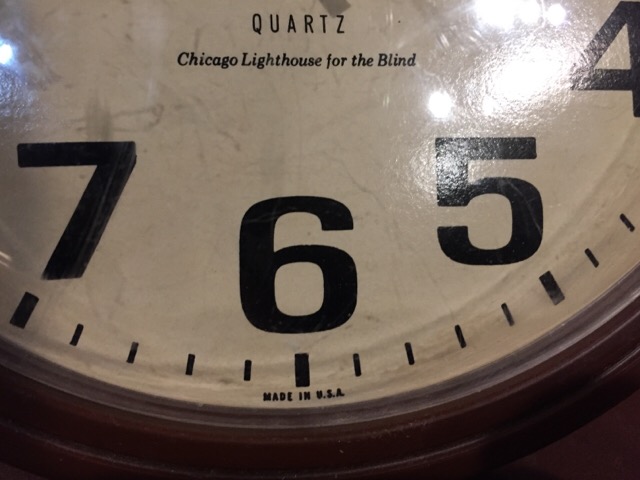 QUARTZ
Chicago Lighthouse for the Blind
4
7
5
6
MADE IN U.S.A.